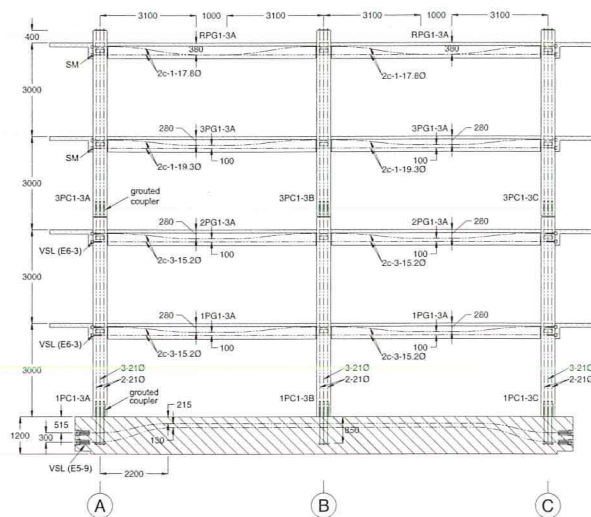 3100 1000 3100 3100 1000 3100
400
RPG1-3A RPG1-3A
380 380
SM
2c-1-17.8Ø 2c-1-17.8Ø
3000
280 3PG1-3A 3PG1-3A 280
SM
100 100
2c-1-19.3Ø 2c-1-19.3Ø
3000
3PC1-3A grouted coupler 3PC1-3B 3PC1-3C
280 2PG1-3A 2PG1-3A 280
VSL (E6-3)
100 100
2c-3-15.2Ø 2c-3-15.2Ø
3000
280 1PG1-3A 1PG1-3A 280
VSL (E6-3)
100 100
2c-3-15.2Ø 2c-3-15.2Ø
3000
3-21Ø 3-21Ø 3-21Ø
2-21Ø 2-21Ø 2-21Ø
1PC1-3A grouted coupler 1PC1-3B 1PC1-3C
215
515
1200
300
130
850
VSL (E5-9)
2200
A B C